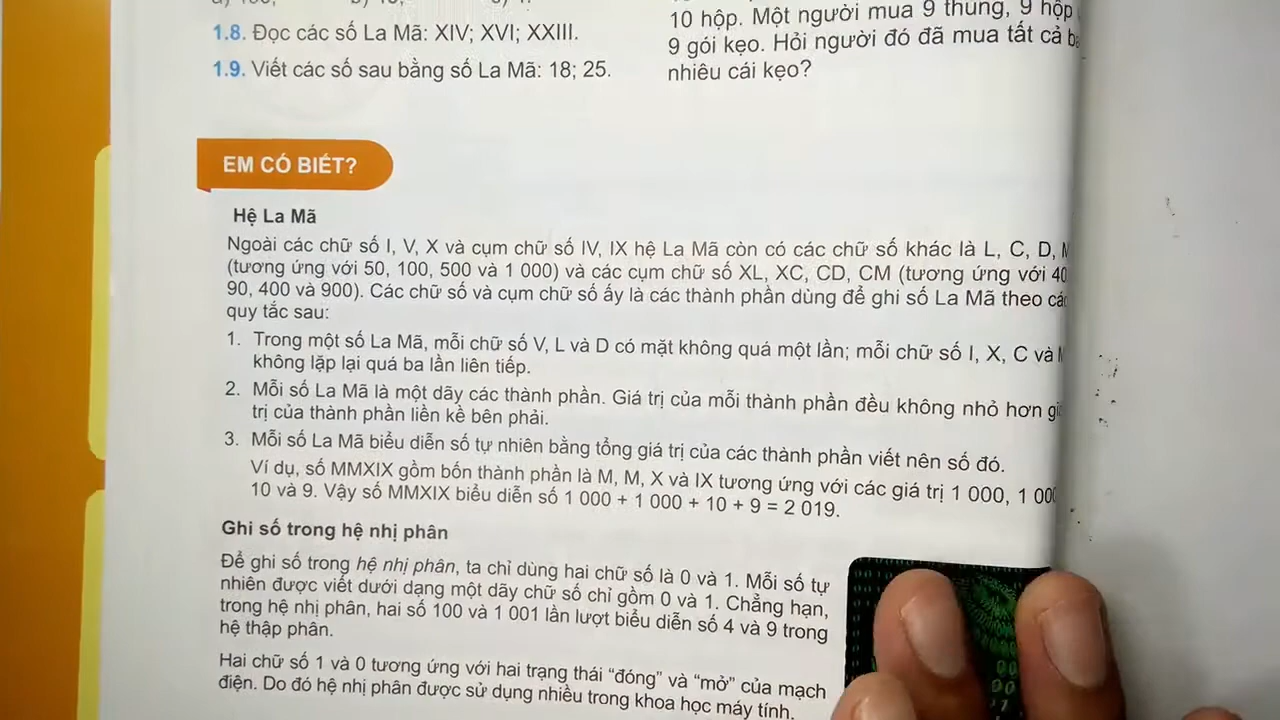 1.8. Đọc các số La Mã: XIV; XVI; XXIII.
1.9. Viết các số sau bằng số La Mã: 18; 25.
10 hộp. Một người mua 9 thùng, 9 hộp
9 gói kẹo. Hỏi người đó đã mua tất cả
nhiêu cái kẹo?
EM CÓ BIẾT?
Hệ La Mã
Ngoài các chữ số I, V, X và cụm chữ số IV, IX hệ La Mã còn có các chữ số khác là L, C, D,
(tương ứng với 50, 100, 500 và 1 000) và các cụm chữ số XL, XC, CD, CM (tương ứng với 40
90, 400 và 900). Các chữ số và cụm chữ số ấy là các thành phần dùng để ghi số La Mã theo
quy tắc sau:
1. Trong một số La Mã, mỗi chữ số V, L và D có mặt không quá một lần; mỗi chữ số I, X, C và
không lặp lại quá ba lần liên tiếp.
2. Mỗi số La Mã là một dãy các thành phần. Giá trị của mỗi thành phần đều không nhỏ hơn
trị của thành phần liền kề bên phải.
3. Mỗi số La Mã biểu diễn số tự nhiên bằng tổng giá trị của các thành phần viết nên số đó.
Ví dụ, số MMXIX gồm bốn thành phần là M, M, X và IX tương ứng với các giá trị 1 000, 1 000
10 và 9. Vậy số MMXIX biểu diễn số 1 000 + 1 000 + 10 + 9 = 2 019.
Ghi số trong hệ nhị phân
Để ghi số trong hệ nhị phân, ta chỉ dùng hai chữ số là 0 và 1. Mỗi số tự
nhiên được viết dưới dạng một dãy chữ số chỉ gồm 0 và 1. Chẳng hạn,
trong hệ nhị phân, hai số 100 và 1 001 lần lượt biểu diễn số 4 và 9 trong
hệ thập phân.
Hai chữ số 1 và 0 tương ứng với hai trạng thái “đóng” và “mở” của mạch
điện. Do đó hệ nhị phân được sử dụng nhiều trong khoa học máy tính.